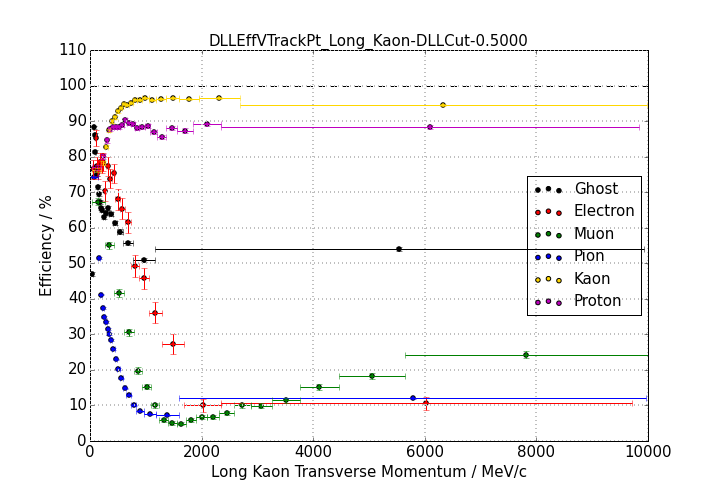 DLLEffVTrackPt_Long_Kaon-DLLCut-0.5000
110
100
90
80
70
60
50
40
30
20
10
0
Efficiency / %
Ghost
Electron
Muon
Pion
Kaon
Proton
0 2000 4000 6000 8000 10000
Long Kaon Transverse Momentum / MeV/c